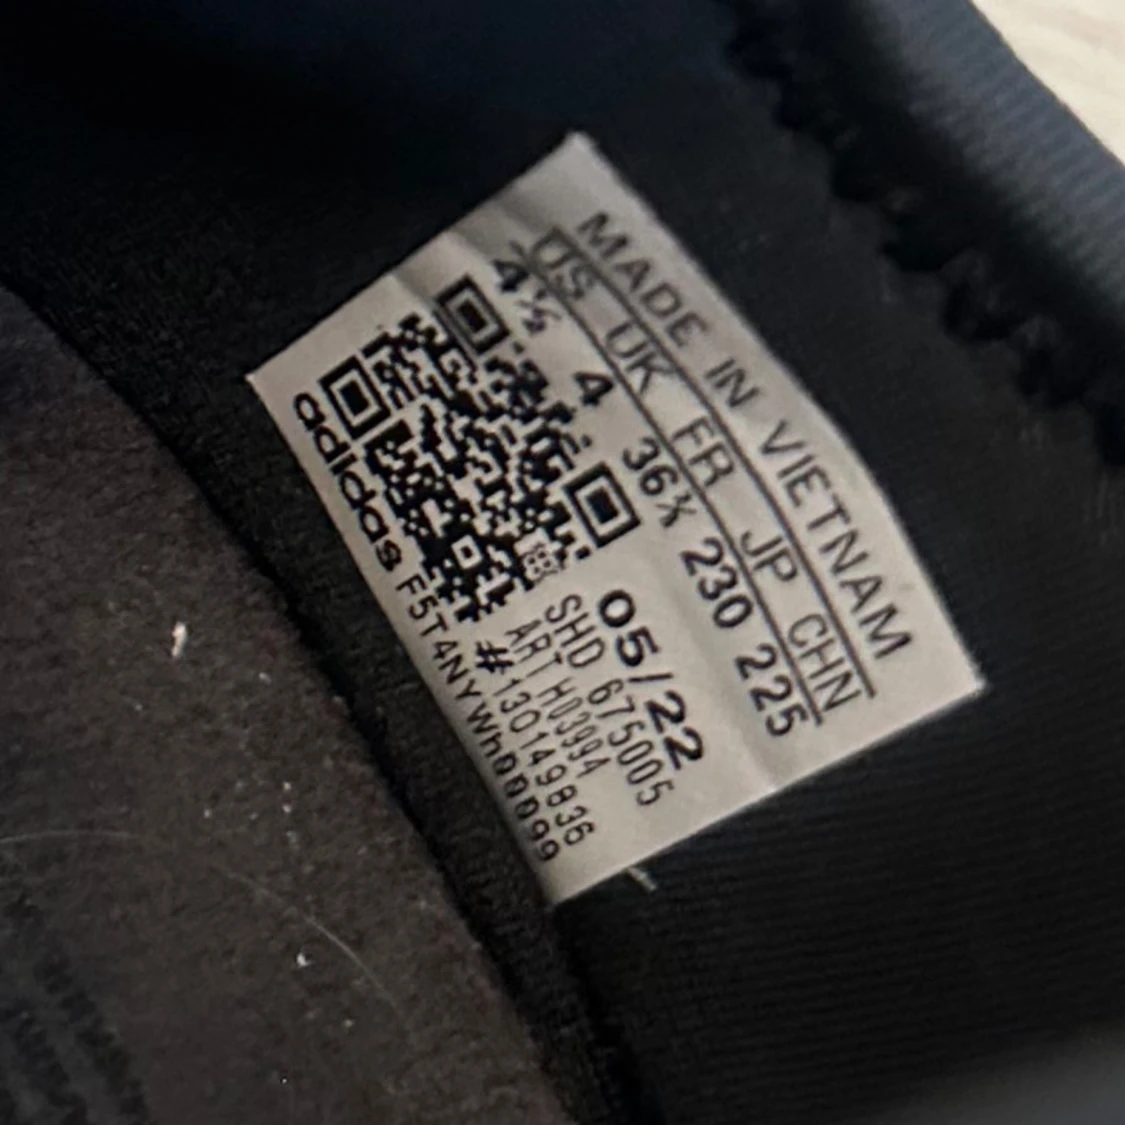 MADE IN VIETNAM
US UK FR JP CHN
4½ 4 36⅔ 230 225
05/22
SHD 675005
ART H03994
#130149836
adidas F5T4NYWh00099